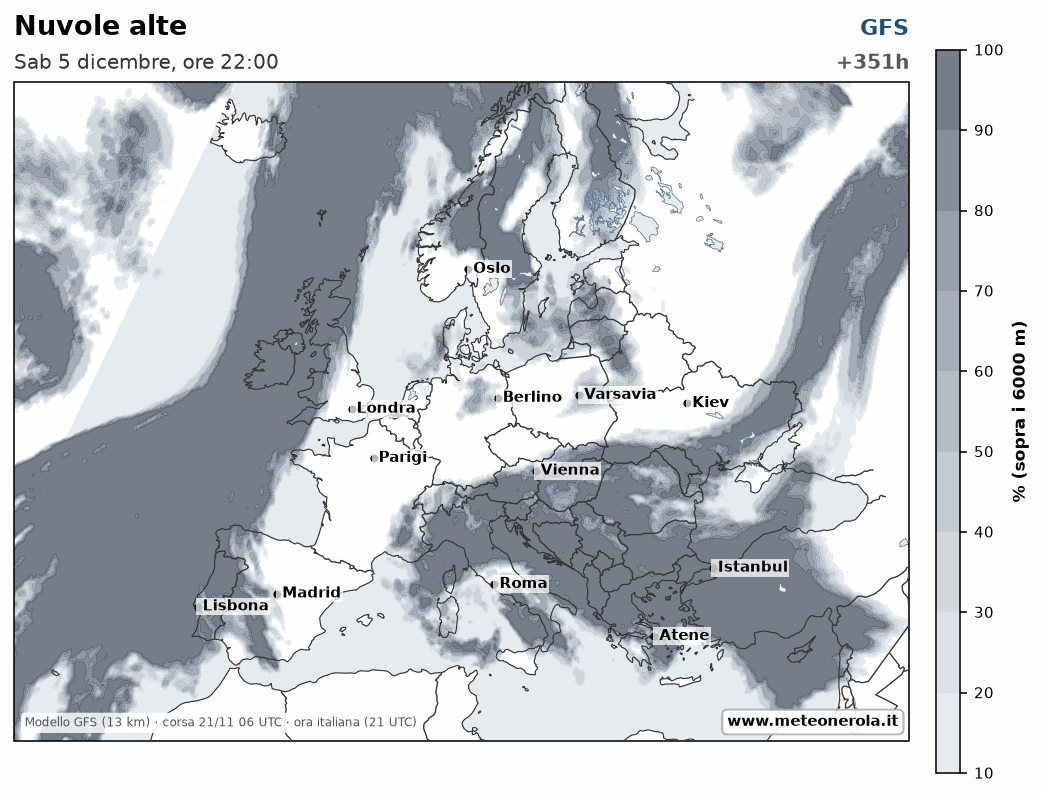 Nuvole alte
GFS
Sab 5 dicembre, ore 22:00
+351h
100
90
80
70
60
50
40
30
20
10
% (sopra i 6000 m)
Oslo
Berlino
Varsavia
Kiev
Londra
Parigi
Vienna
Istanbul
Roma
Madrid
Lisbona
Atene
Modello GFS (13 km) · corsa 21/11 06 UTC · ora italiana (21 UTC)
www.meteonerola.it